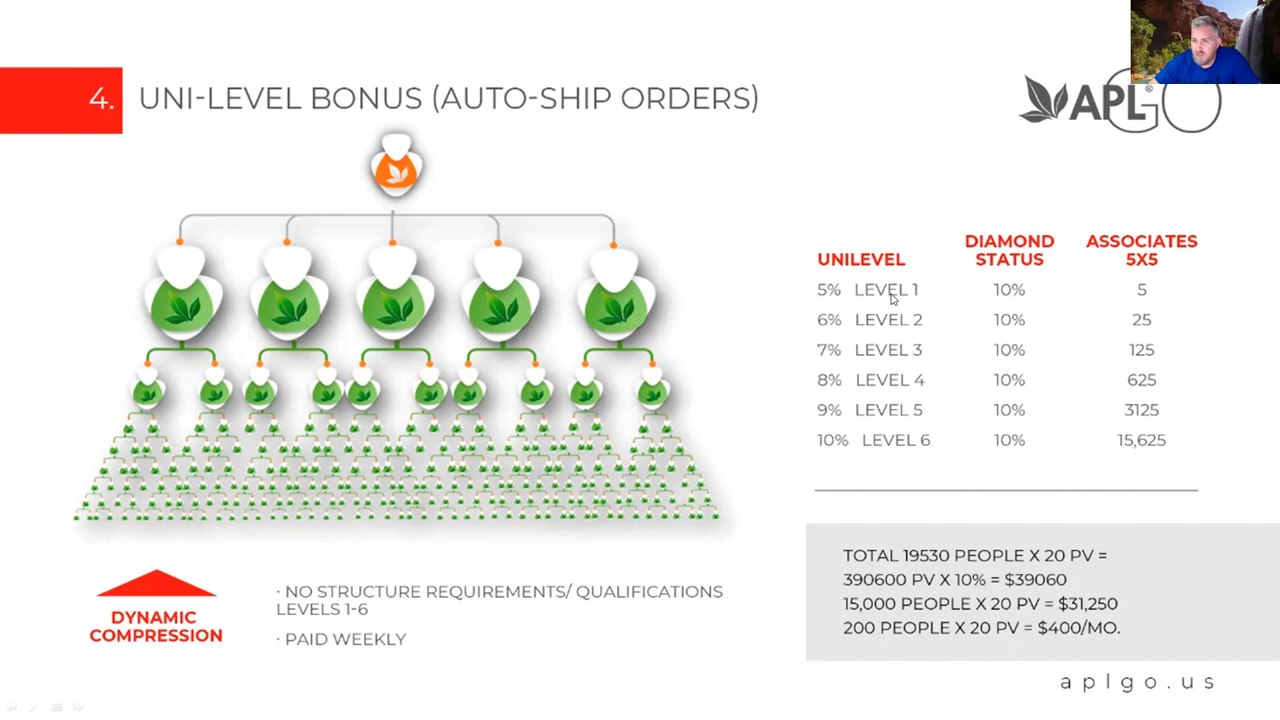 4. UNI-LEVEL BONUS (AUTO-SHIP ORDERS)
APLGO®
UNILEVEL DIAMOND STATUS ASSOCIATES 5X5
5% LEVEL 1 10% 5
6% LEVEL 2 10% 25
7% LEVEL 3 10% 125
8% LEVEL 4 10% 625
9% LEVEL 5 10% 3125
10% LEVEL 6 10% 15,625
TOTAL 19530 PEOPLE X 20 PV =
390600 PV X 10% = $39060
15,000 PEOPLE X 20 PV = $31,250
200 PEOPLE X 20 PV = $400/MO.
DYNAMIC
COMPRESSION
· NO STRUCTURE REQUIREMENTS/ QUALIFICATIONS
LEVELS 1-6
· PAID WEEKLY
aplgo.us